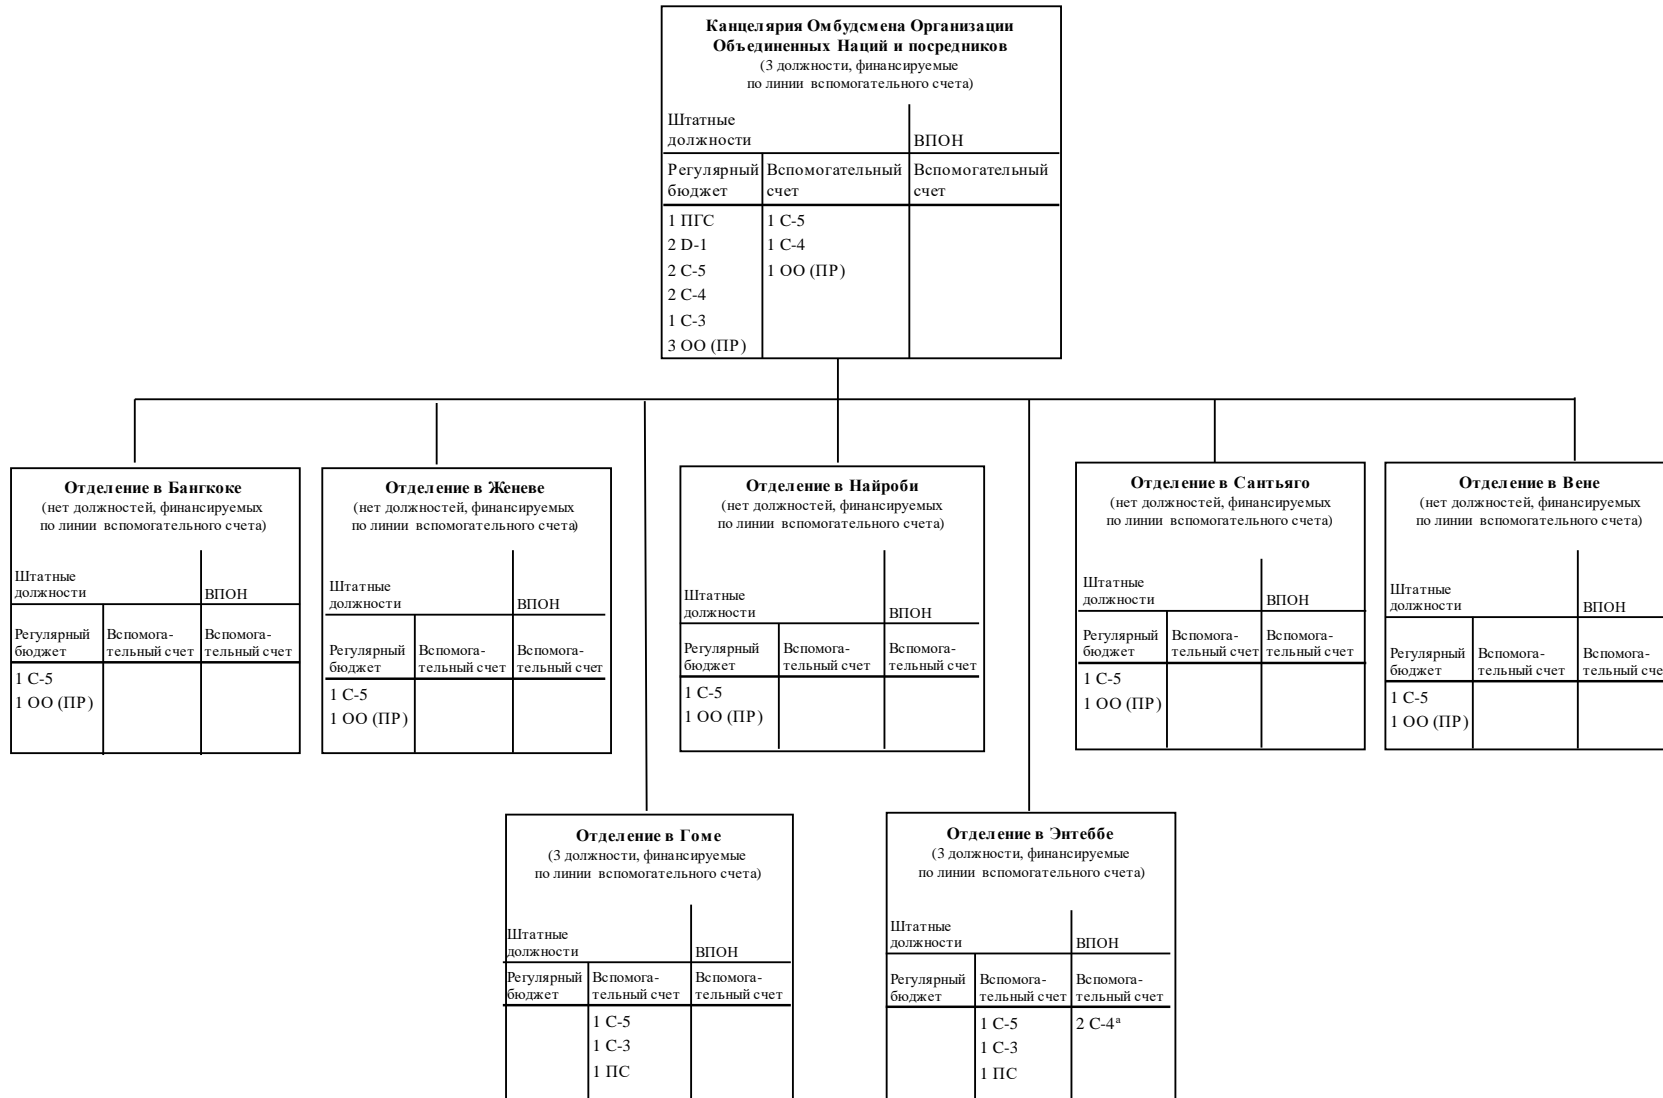 Канцелярия Омбудсмена Организации
Объединенных Наций и посредников
(3 должности, финансируемые
по линии вспомогательного счета)
Штатные
должности
ВПОН
Регулярный
бюджет
Вспомогательный
счет
Вспомогательный
счет
1 ПГС
2 D-1
2 С-5
2 С-4
1 С-3
3 ОО (ПР)
1 С-5
1 С-4
1 ОО (ПР)
Отделение в Бангкоке
(нет должностей, финансируемых
по линии вспомогательного счета)
Штатные
должности
ВПОН
Регулярный
бюджет
Вспомога-
тельный счет
Вспомога-
тельный счет
1 С-5
1 ОО (ПР)
Отделение в Женеве
(нет должностей, финансируемых
по линии вспомогательного счета)
Штатные
должности
ВПОН
Регулярный
бюджет
Вспомога-
тельный счет
Вспомога-
тельный счет
1 С-5
1 ОО (ПР)
Отделение в Найроби
(нет должностей, финансируемых
по линии вспомогательного счета)
Штатные
должности
ВПОН
Регулярный
бюджет
Вспомога-
тельный счет
Вспомога-
тельный счет
1 С-5
1 ОО (ПР)
Отделение в Сантьяго
(нет должностей, финансируемых
по линии вспомогательного счета)
Штатные
должности
ВПОН
Регулярный
бюджет
Вспомога-
тельный счет
Вспомога-
тельный счет
1 С-5
1 ОО (ПР)
Отделение в Вене
(нет должностей, финансируемых
по линии вспомогательного счета)
Штатные
должности
ВПОН
Регулярный
бюджет
Вспомога-
тельный счет
Вспомога-
тельный сче
1 С-5
1 ОО (ПР)
Отделение в Гоме
(3 должности, финансируемые
по линии вспомогательного счета)
Штатные
должности
ВПОН
Регулярный
бюджет
Вспомога-
тельный счет
Вспомога-
тельный счет
1 С-5
1 С-3
1 ПС
Отделение в Энтеббе
(3 должности, финансируемые
по линии вспомогательного счета)
Штатные
должности
ВПОН
Регулярный
бюджет
Вспомога-
тельный счет
Вспомога-
тельный счет
1 С-5
1 С-3
1 ПС
2 С-4ᵃ